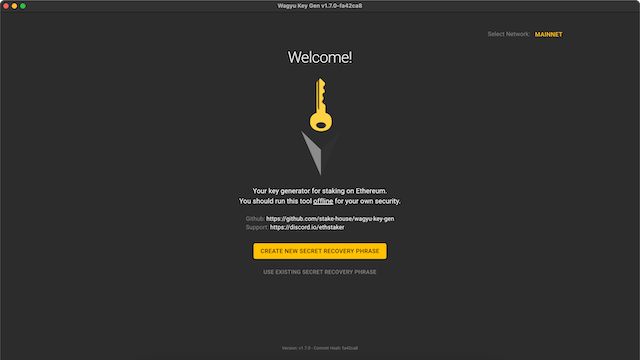 Wagyu Key Gen v1.7.0-fa42ca8
Select Network: MAINNET
Welcome!
Your key generator for staking on Ethereum.
You should run this tool offline for your own security.
Github: https://github.com/stake-house/wagyu-key-gen
Support: https://discord.io/ethstaker
CREATE NEW SECRET RECOVERY PHRASE
USE EXISTING SECRET RECOVERY PHRASE
Version: v1.7.0 - Commit Hash: fa42ca8